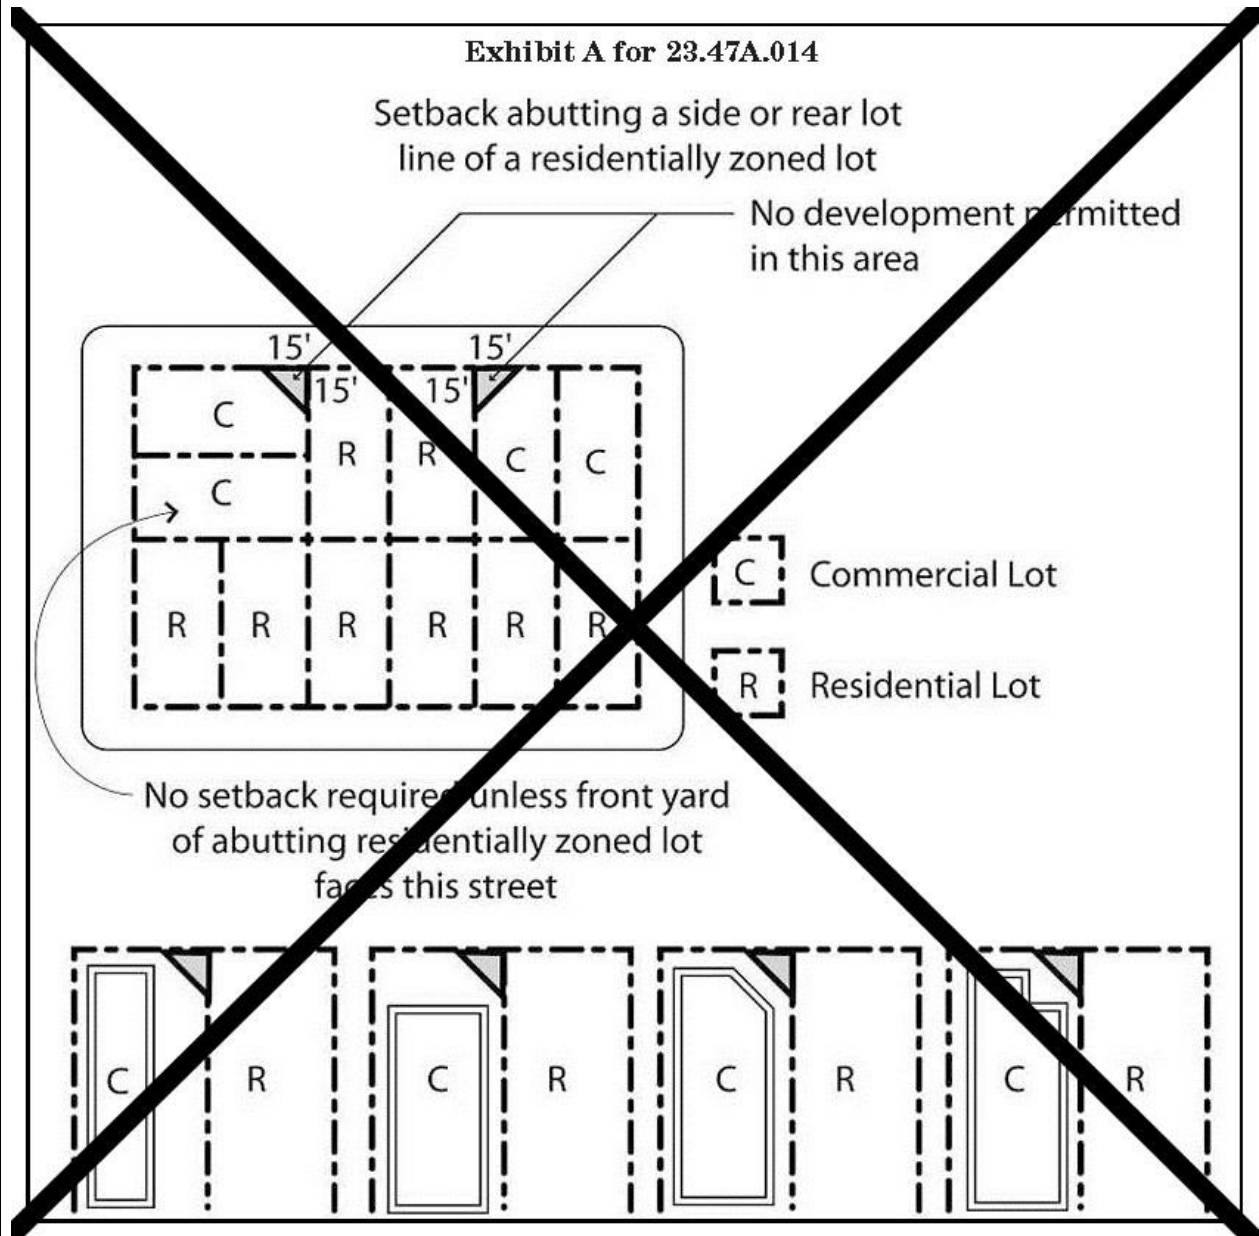 Exhibit A for 23.47A.014
Setback abutting a side or rear lot
line of a residentially zoned lot
No development permitted
in this area
15' 15'
15' 15'
C
R R C C
C
R R R R R R
C Commercial Lot
R Residential Lot
No setback required unless front yard
of abutting residentially zoned lot
faces this street
C R C R C R C R